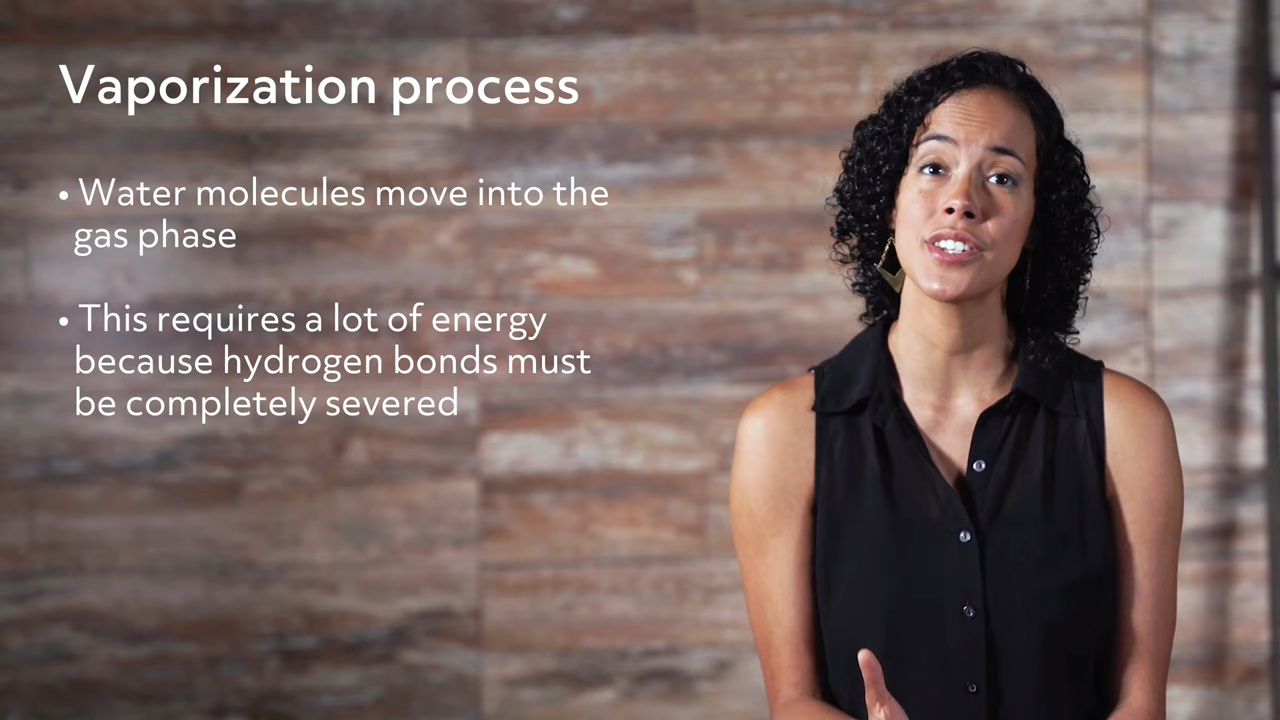 Vaporization process
• Water molecules move into the
gas phase
• This requires a lot of energy
because hydrogen bonds must
be completely severed